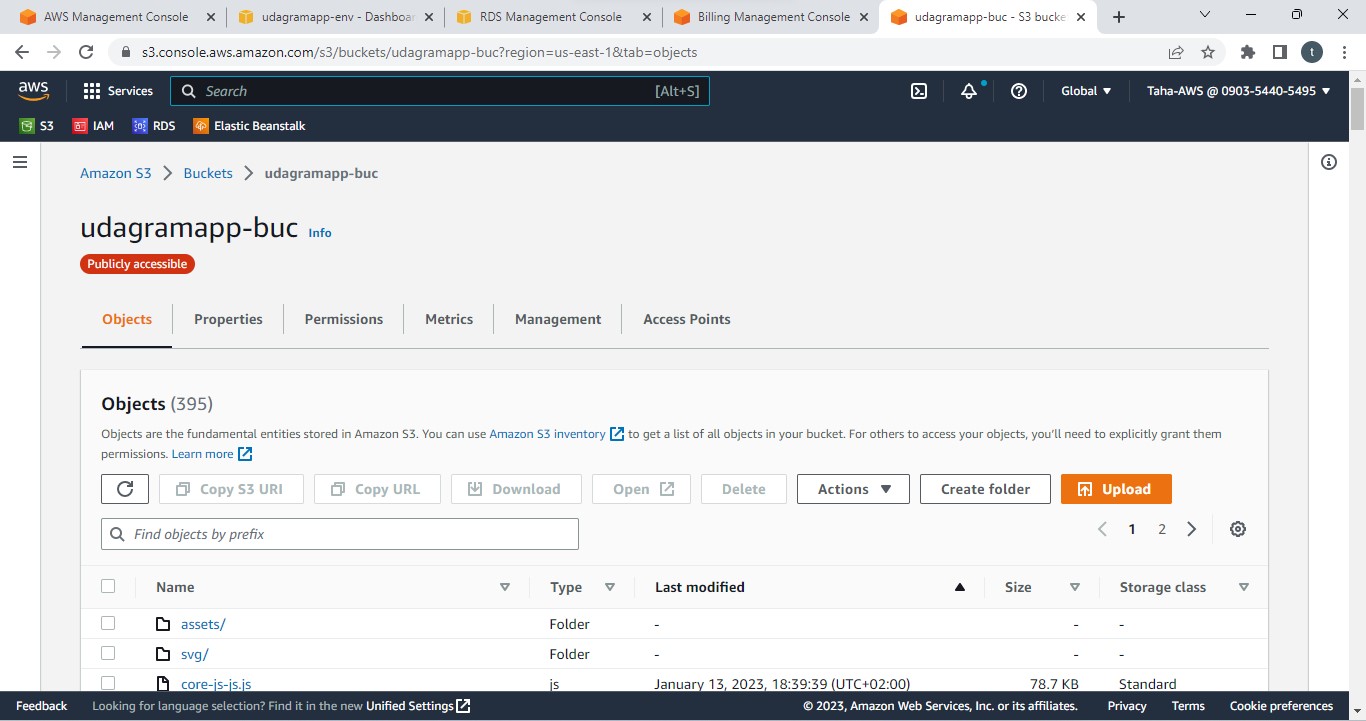 AWS Management Console
udagramapp-env - Dashboar
RDS Management Console
Billing Management Console
udagramapp-buc - S3 bucke
s3.console.aws.amazon.com/s3/buckets/udagramapp-buc?region=us-east-1&tab=objects
t
aws
Services
Search
[Alt+S]
Global
Taha-AWS @ 0903-5440-5495
S3
IAM
RDS
Elastic Beanstalk
Amazon S3
Buckets
udagramapp-buc
udagramapp-buc Info
Publicly accessible
Objects
Properties
Permissions
Metrics
Management
Access Points
Objects (395)
Objects are the fundamental entities stored in Amazon S3. You can use Amazon S3 inventory to get a list of all objects in your bucket. For others to access your objects, you'll need to explicitly grant them
permissions. Learn more
Copy S3 URI
Copy URL
Download
Open
Delete
Actions
Create folder
Upload
Find objects by prefix
1
2
Name
Type
Last modified
Size
Storage class
assets/ Folder - - -
svg/ Folder - - -
core-js-js.js js January 13, 2023, 18:39:39 (UTC+02:00) 78.7 KB Standard
Feedback
Looking for language selection? Find it in the new Unified Settings
© 2023, Amazon Web Services, Inc. or its affiliates.
Privacy
Terms
Cookie preferences